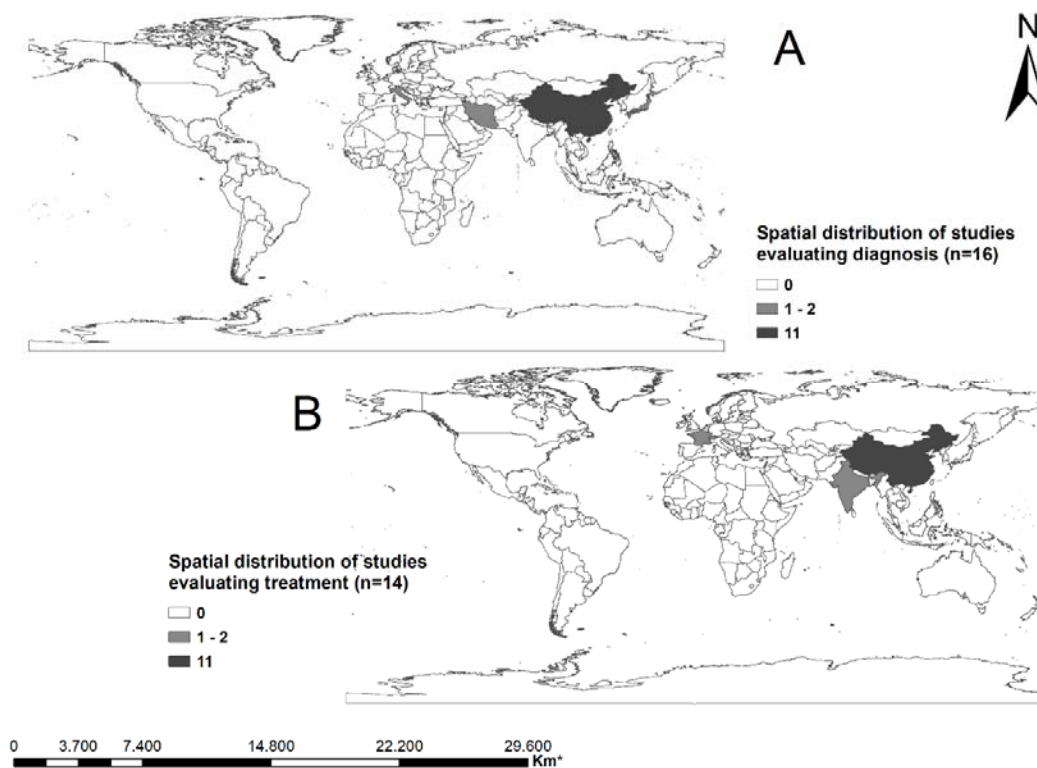 A
N
Spatial distribution of studies
evaluating diagnosis (n=16)
0
1 - 2
11
B
Spatial distribution of studies
evaluating treatment (n=14)
0
1 - 2
11
0 3.700 7.400 14.800 22.200 29.600
Km*